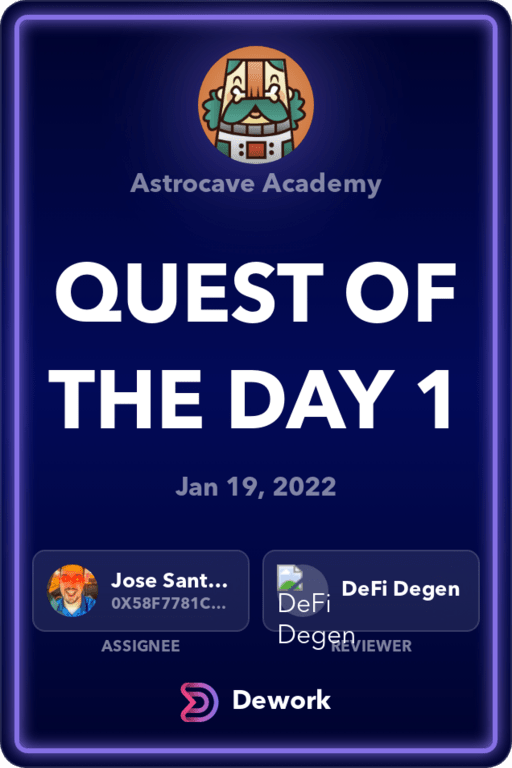 Astrocave Academy
QUEST OF
THE DAY 1
Jan 19, 2022
Jose Sant...
0X58F7781C...
DeFi
Degen
DeFi Degen
ASSIGNEE
REVIEWER
Dework